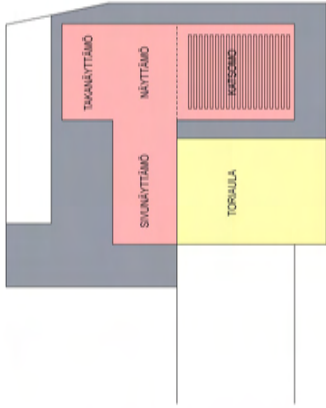 TAKANÄYTTÄMÖ
NÄYTTÄMÖ
KATSOMO
SIVUNÄYTTÄMÖ
TORIAULA